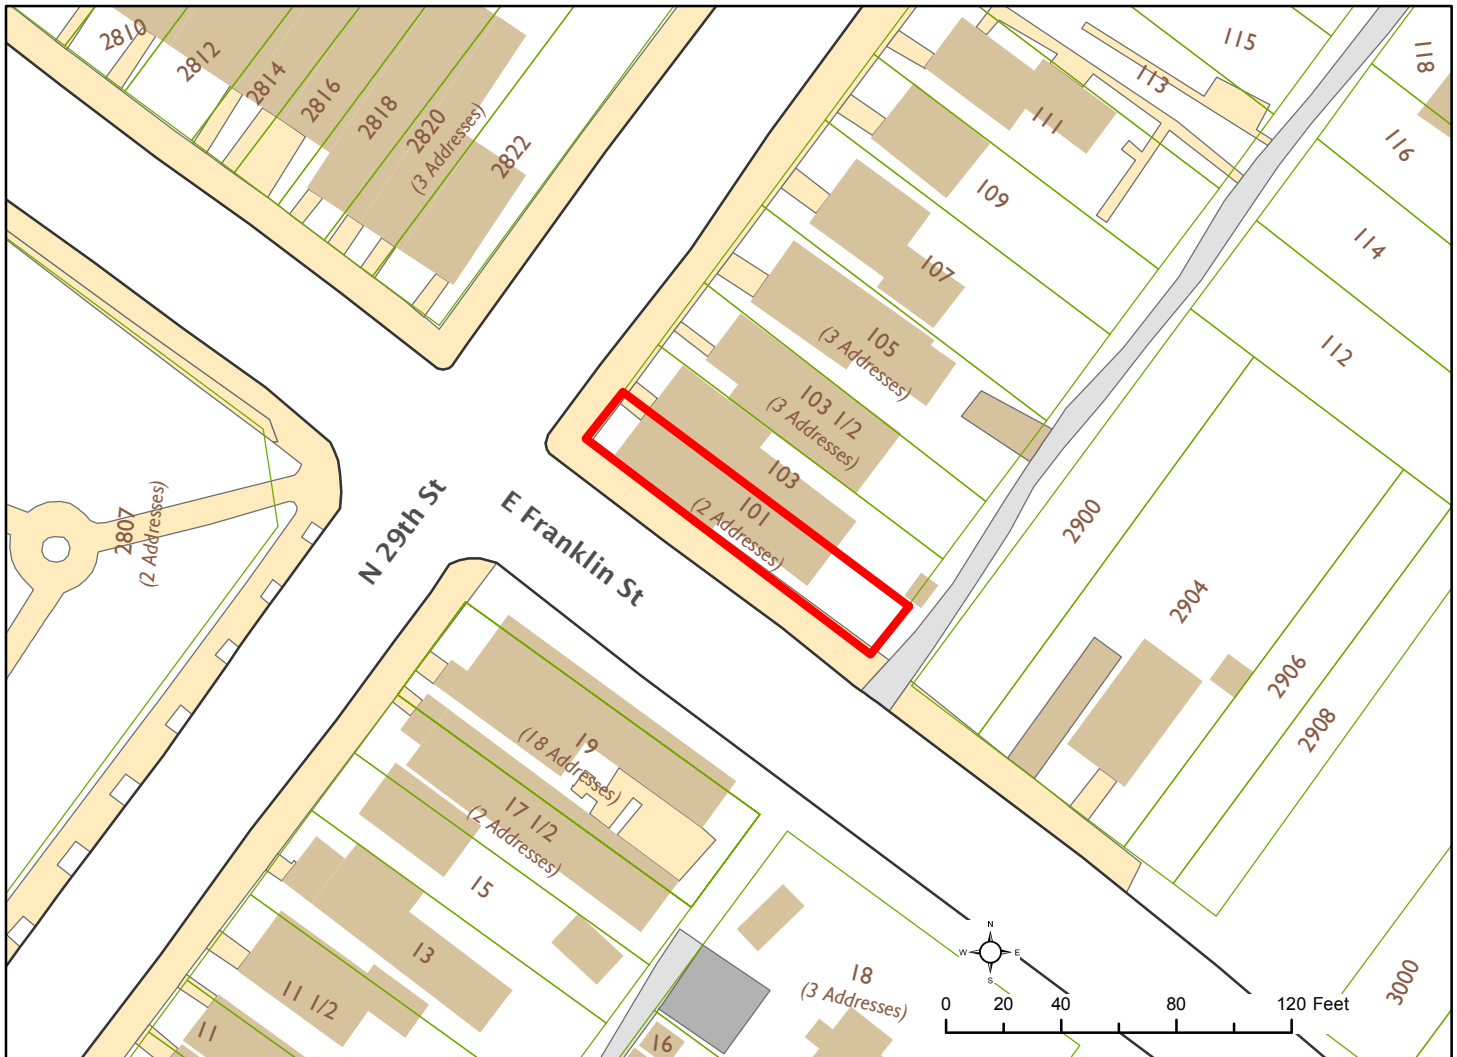 2810
2812
2814
2816
2818
2820
(3 Addresses)
2822
115
113
118
111
116
109
114
107
112
105
(3 Addresses)
103 1/2
(3 Addresses)
103
101
(2 Addresses)
2900
2904
2906
2908
3000
2807
(2 Addresses)
N 29th St
E Franklin St
19
(18 Addresses)
17 1/2
(2 Addresses)
15
13
11 1/2
11
18
(3 Addresses)
16
N
W E
S
0 20 40 80 120 Feet